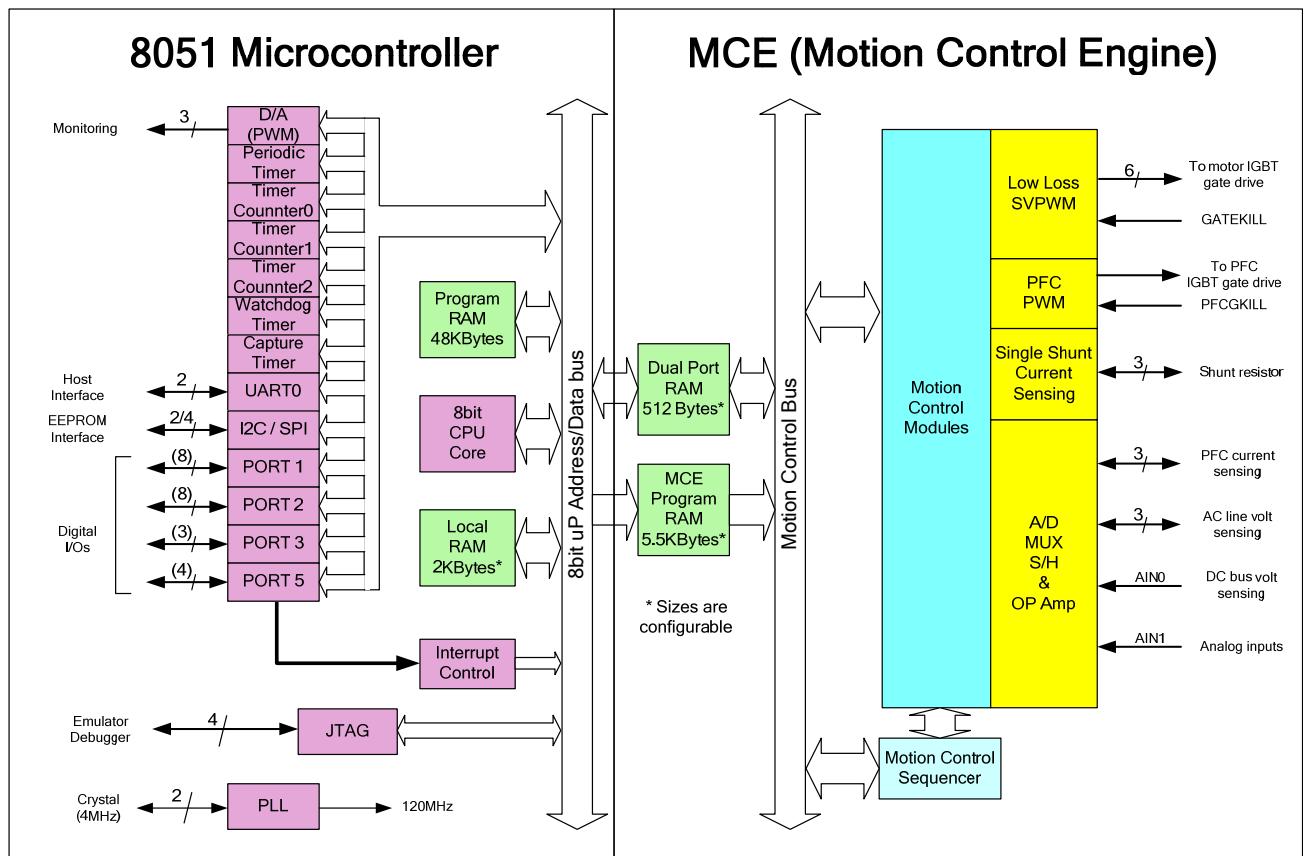 8051 Microcontroller
MCE (Motion Control Engine)
Monitoring
3
D/A
(PWM)
Periodic
Timer
Timer
Counnter0
Timer
Counnter1
Timer
Counnter2
Watchdog
Timer
Capture
Timer
Host
Interface
2
UART0
EEPROM
Interface
2/4
I2C / SPI
Digital
I/Os
(8)
PORT 1
(8)
PORT 2
(3)
PORT 3
(4)
PORT 5
Program
RAM
48KBytes
8bit
CPU
Core
Local
RAM
2KBytes*
Interrupt
Control
Emulator
Debugger
4
JTAG
Crystal
(4MHz)
2
PLL
120MHz
8bit uP Address/Data bus
Dual Port
RAM
512 Bytes*
MCE
Program
RAM
5.5KBytes*
* Sizes are
configurable
Motion Control Bus
Motion
Control
Modules
Low Loss
SVPWM
6
To motor IGBT
gate drive
GATEKILL
PFC
PWM
To PFC
IGBT gate drive
PFCGKILL
Single Shunt
Current
Sensing
3
Shunt resistor
A/D
MUX
S/H
&
OP Amp
3
PFC current
sensing
3
AC line volt
sensing
AIN0
DC bus volt
sensing
AIN1
Analog inputs
Motion Control
Sequencer